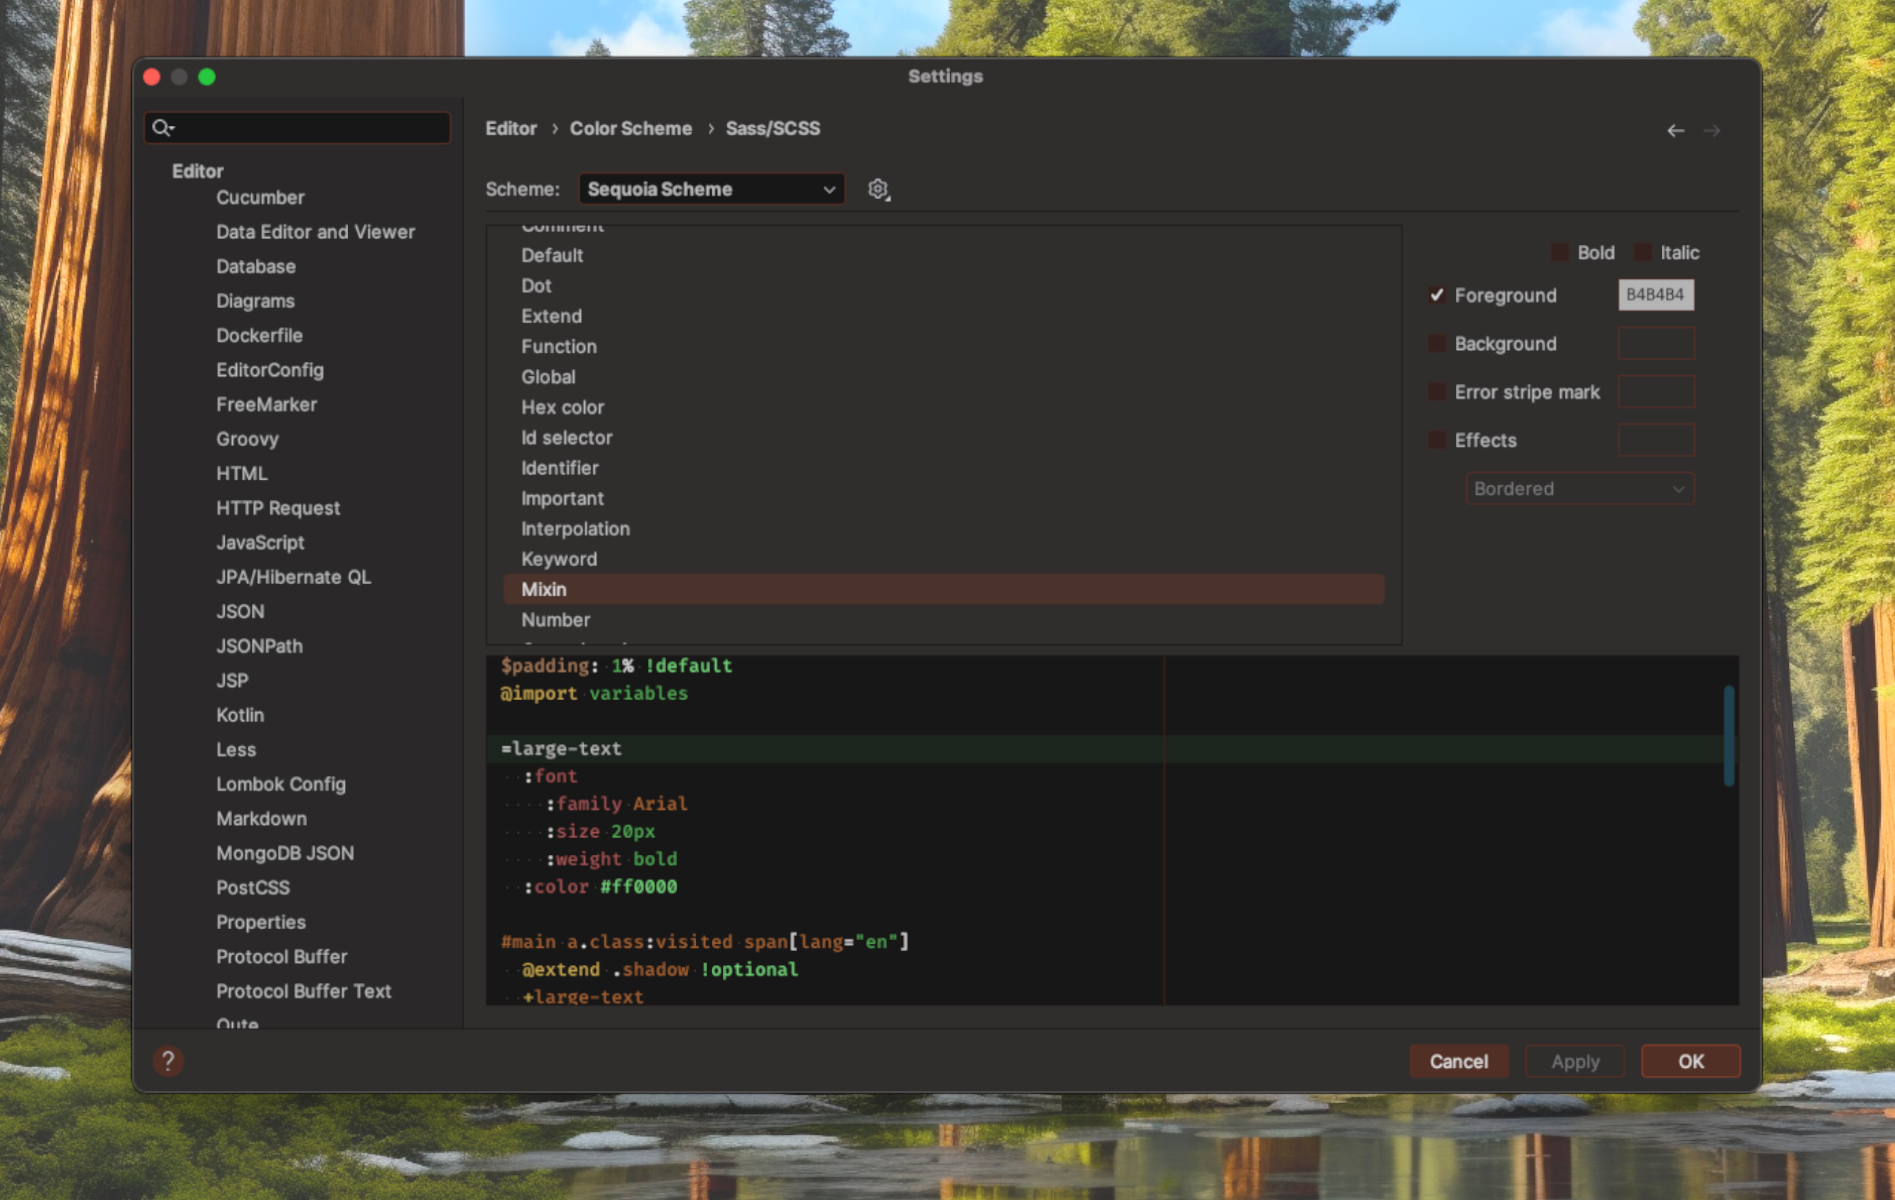 Settings
Editor
Cucumber
Data Editor and Viewer
Database
Diagrams
Dockerfile
EditorConfig
FreeMarker
Groovy
HTML
HTTP Request
JavaScript
JPA/Hibernate QL
JSON
JSONPath
JSP
Kotlin
Less
Lombok Config
Markdown
MongoDB JSON
PostCSS
Properties
Protocol Buffer
Protocol Buffer Text
Qute
Editor › Color Scheme › Sass/SCSS
Scheme: Sequoia Scheme
Comment
Default
Dot
Extend
Function
Global
Hex color
Id selector
Identifier
Important
Interpolation
Keyword
Mixin
Number
Bold Italic
Foreground B4B4B4
Background
Error stripe mark
Effects
Bordered
$padding: 1% !default
@import variables
=large-text
:font
:family Arial
:size 20px
:weight bold
:color #ff0000
#main a.class:visited span[lang="en"]
@extend .shadow !optional
+large-text
? Cancel Apply OK